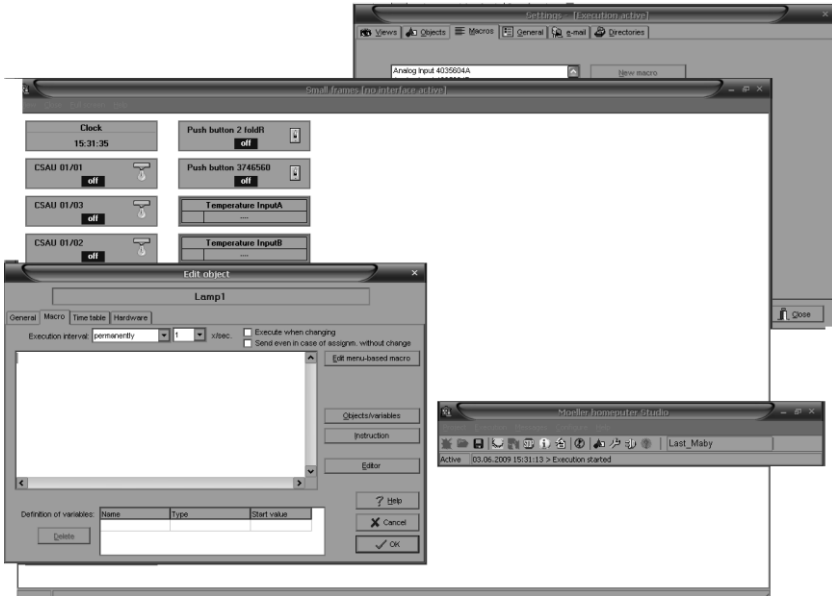 Settings - [Execution active]
Views Objects Macros General e-mail Directories
Analog Input 4035604A
New macro
Small frames [no interface active]
Clock
15:31:35
Push button 2 foldR
off
CSAU 01/01
off
Push button 3746560
off
CSAU 01/03
off
Temperature InputA
----
CSAU 01/02
off
Temperature InputB
----
Close
Edit object
Lamp1
General Macro Time table Hardware
Execution interval: permanently 1 x/sec.
Execute when changing
Send even in case of assignm. without change
Edit menu-based macro
Objects/variables
Instruction
Editor
Help
Cancel
OK
Definition of variables: Name Type Start value
Delete
Moeller homeputer Studio
Last_Maby
Active 03.06.2009 15:31:13 > Execution started